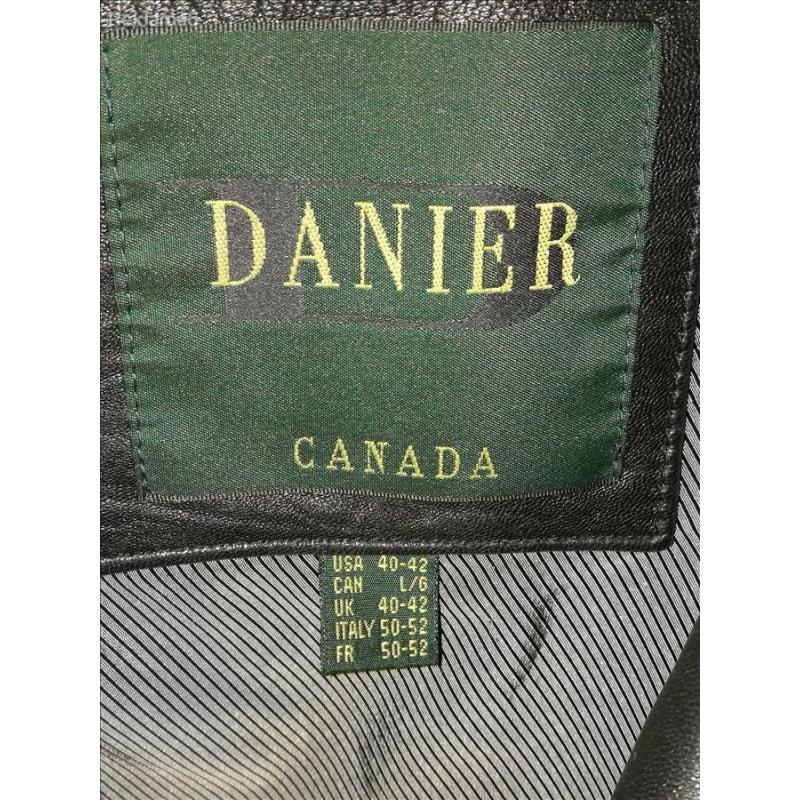 DANIER
CANADA
USA 40-42
CAN L/G
UK 40-42
ITALY 50-52
FR 50-52